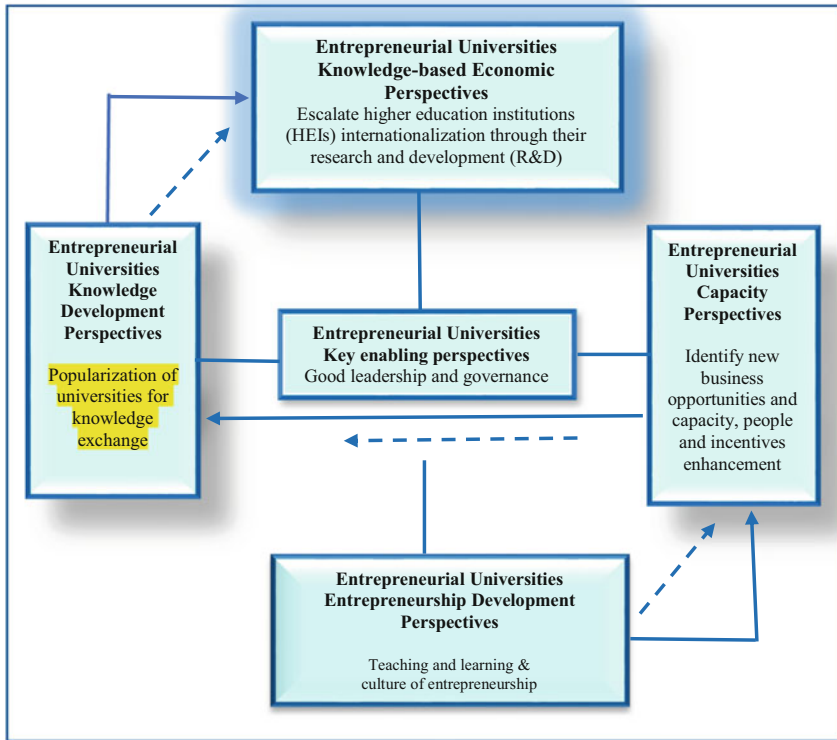 Entrepreneurial Universities
Knowledge-based Economic
Perspectives
Escalate higher education institutions
(HEIs) internationalization through their
research and development (R&D)
Entrepreneurial
Universities
Knowledge
Development
Perspectives
Popularization of
universities for
knowledge
exchange
Entrepreneurial Universities
Key enabling perspectives
Good leadership and governance
Entrepreneurial
Universities
Capacity
Perspectives
Identify new
business
opportunities and
capacity, people
and incentives
enhancement
Entrepreneurial Universities
Entrepreneurship Development
Perspectives
Teaching and learning &
culture of entrepreneurship